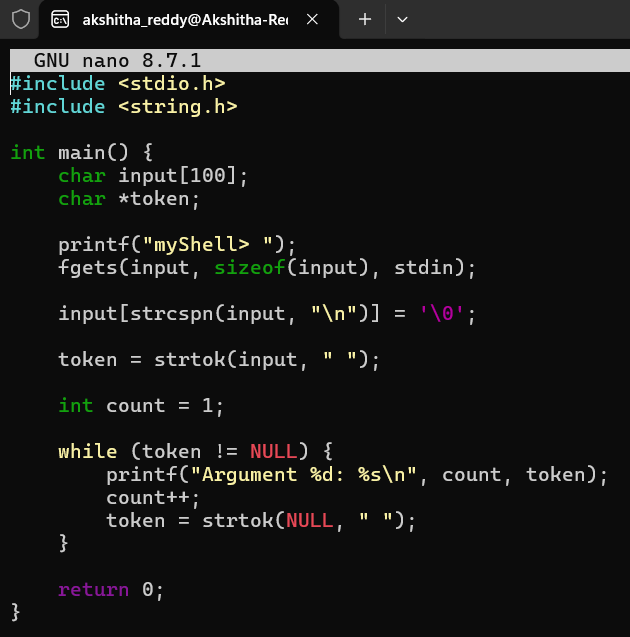 akshitha_reddy@Akshitha-Re
GNU nano 8.7.1
#include <stdio.h>
#include <string.h>

int main() {
    char input[100];
    char *token;

    printf("myShell> ");
    fgets(input, sizeof(input), stdin);

    input[strcspn(input, "\n")] = '\0';

    token = strtok(input, " ");

    int count = 1;

    while (token != NULL) {
        printf("Argument %d: %s\n", count, token);
        count++;
        token = strtok(NULL, " ");
    }

    return 0;
}